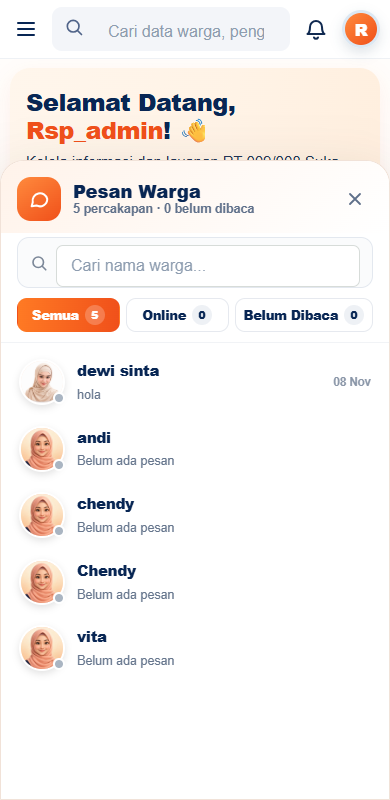 Cari data warga, peng
R
Selamat Datang,
Rsp_admin! 👋
Pesan Warga
5 percakapan · 0 belum dibaca
Cari nama warga...
Semua 5
Online 0
Belum Dibaca 0
dewi sinta
08 Nov
hola
andi
Belum ada pesan
chendy
Belum ada pesan
Chendy
Belum ada pesan
vita
Belum ada pesan